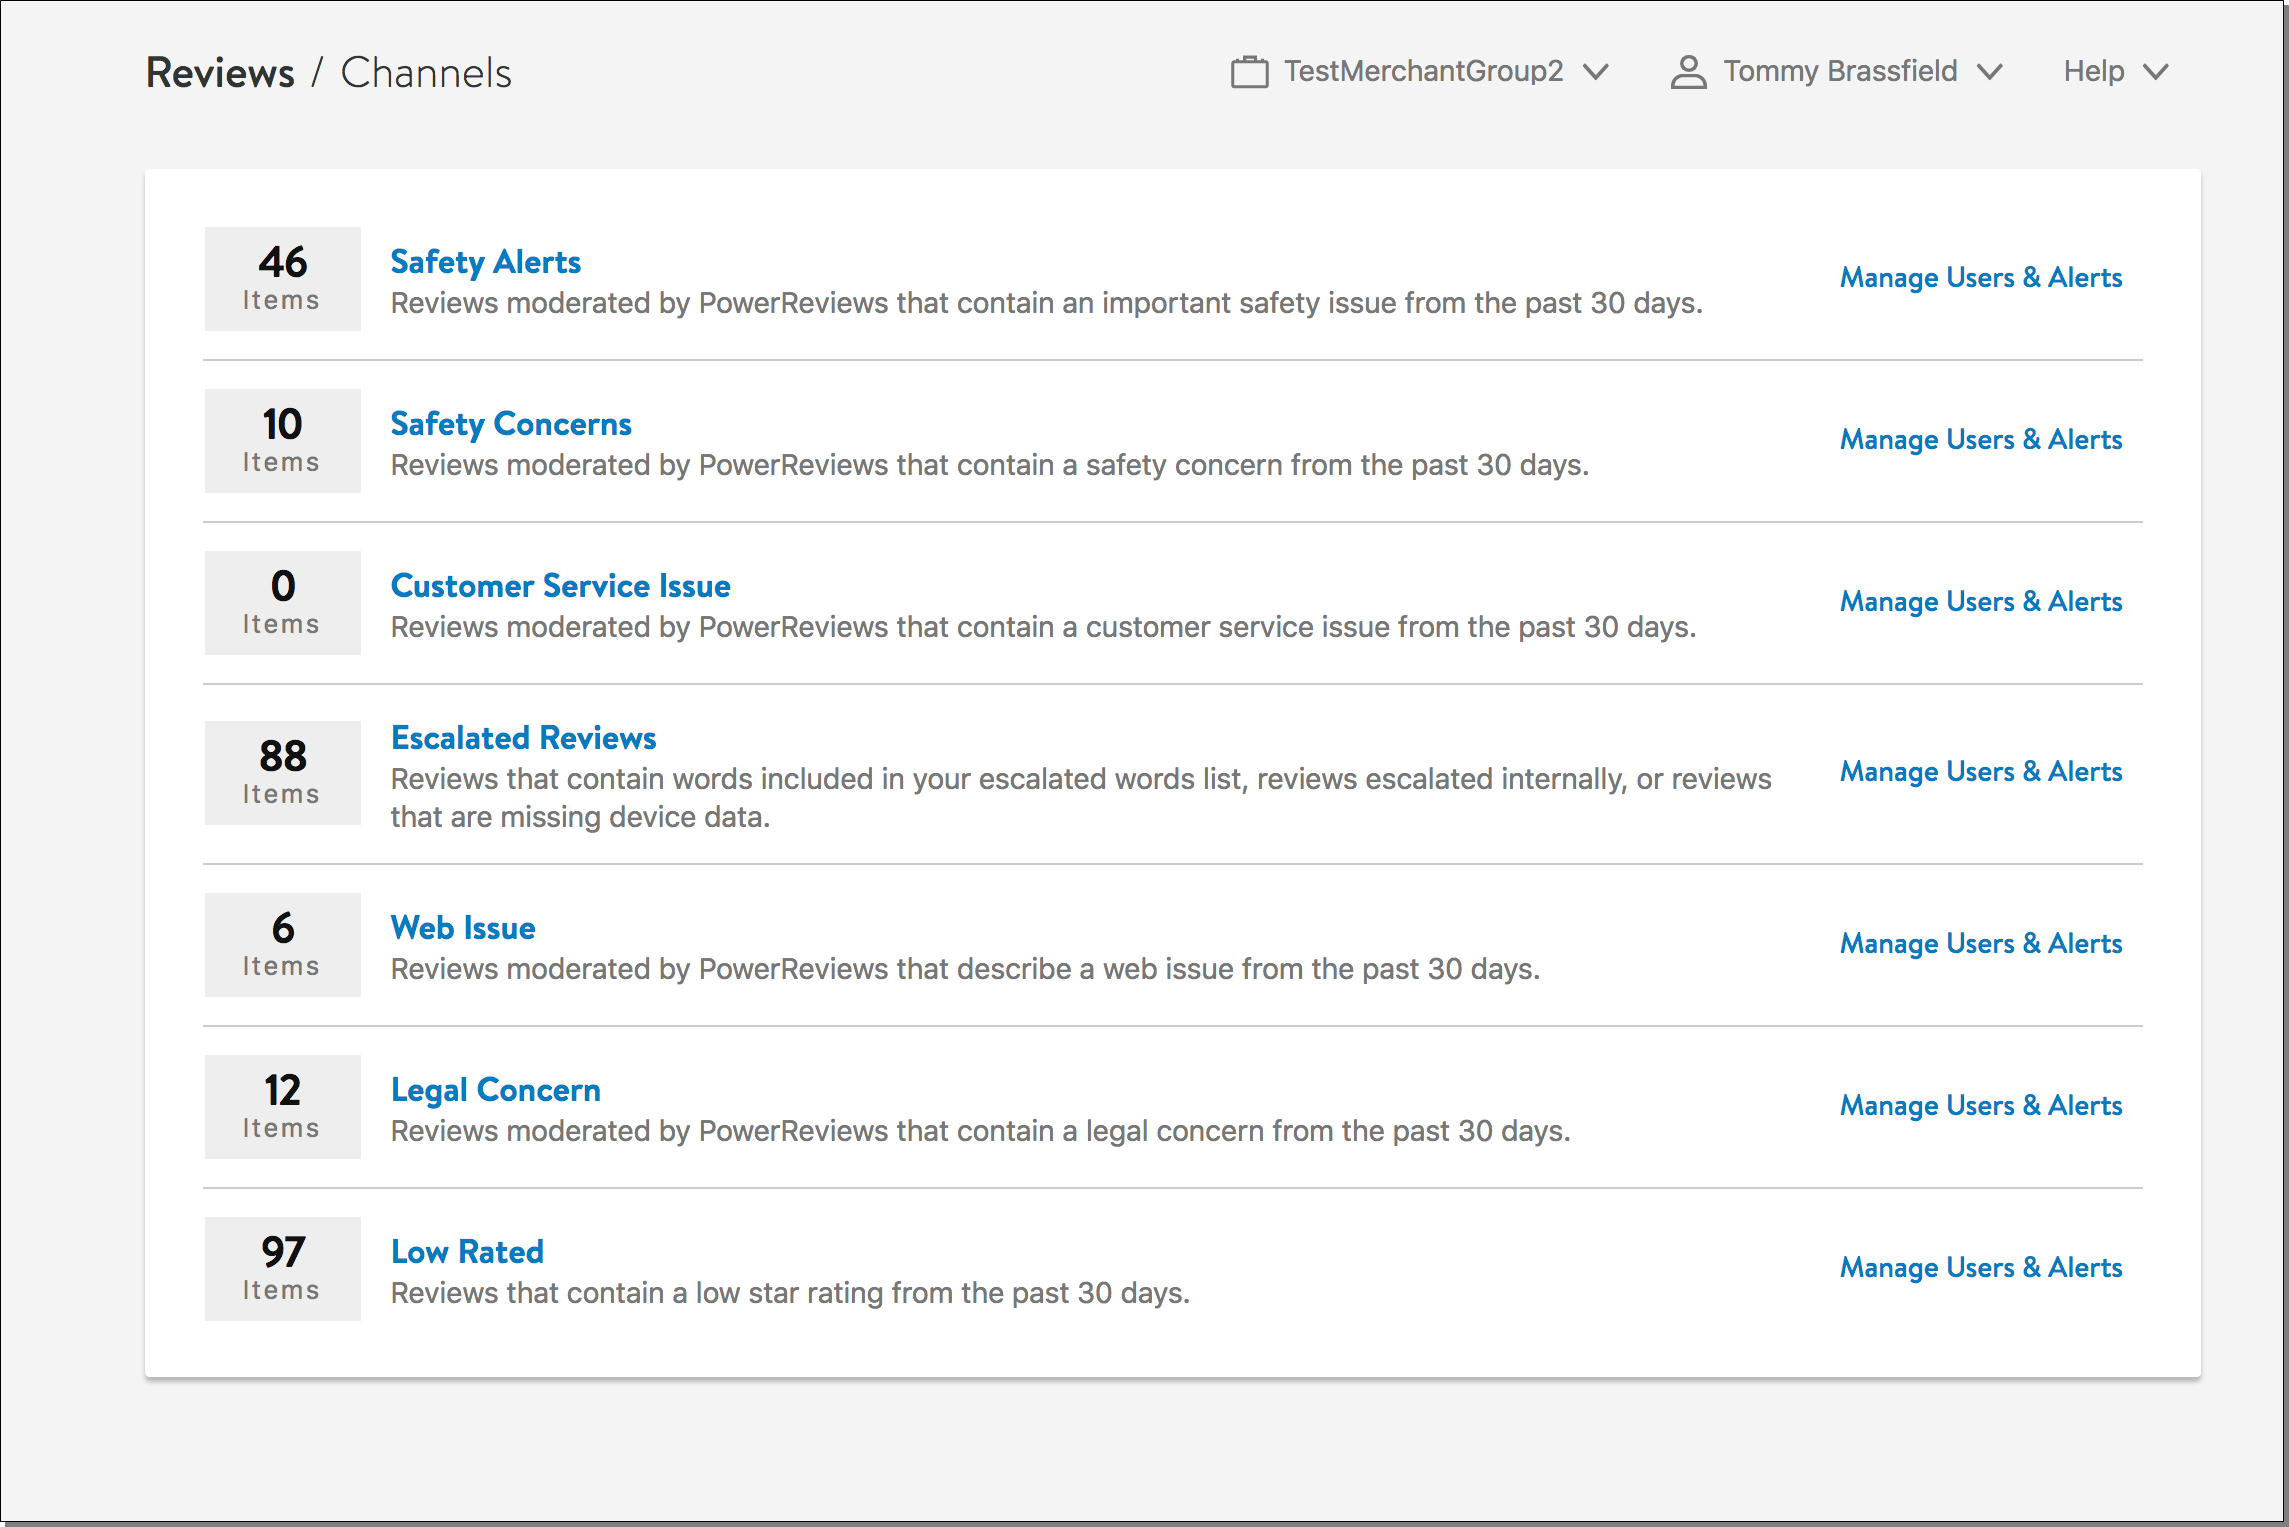 Reviews / Channels
TestMerchantGroup2
Tommy Brassfield
Help
46
Items
Safety Alerts
Reviews moderated by PowerReviews that contain an important safety issue from the past 30 days.
Manage Users & Alerts
10
Items
Safety Concerns
Reviews moderated by PowerReviews that contain a safety concern from the past 30 days.
Manage Users & Alerts
0
Items
Customer Service Issue
Reviews moderated by PowerReviews that contain a customer service issue from the past 30 days.
Manage Users & Alerts
88
Items
Escalated Reviews
Reviews that contain words included in your escalated words list, reviews escalated internally, or reviews
that are missing device data.
Manage Users & Alerts
6
Items
Web Issue
Reviews moderated by PowerReviews that describe a web issue from the past 30 days.
Manage Users & Alerts
12
Items
Legal Concern
Reviews moderated by PowerReviews that contain a legal concern from the past 30 days.
Manage Users & Alerts
97
Items
Low Rated
Reviews that contain a low star rating from the past 30 days.
Manage Users & Alerts